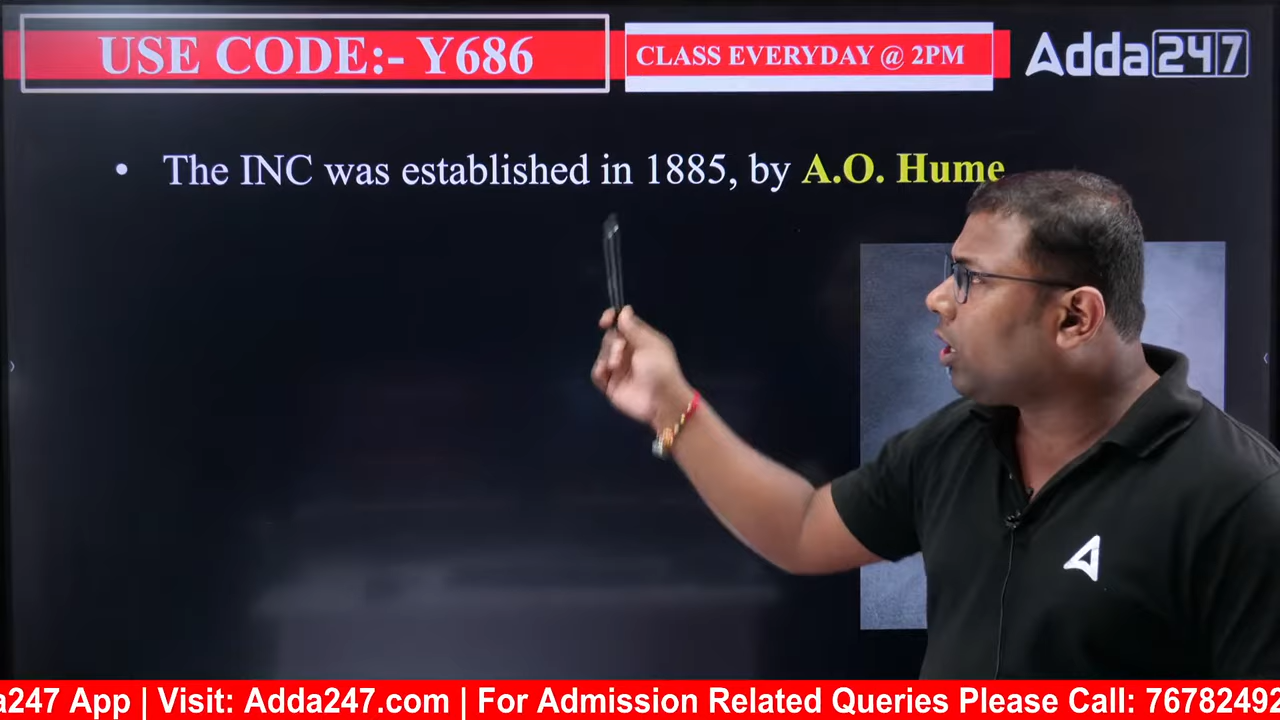 USE CODE:- Y686
CLASS EVERYDAY @ 2PM
Adda247
• The INC was established in 1885, by A.O. Hume
a247 App | Visit: Adda247.com | For Admission Related Queries Please Call: 76782492